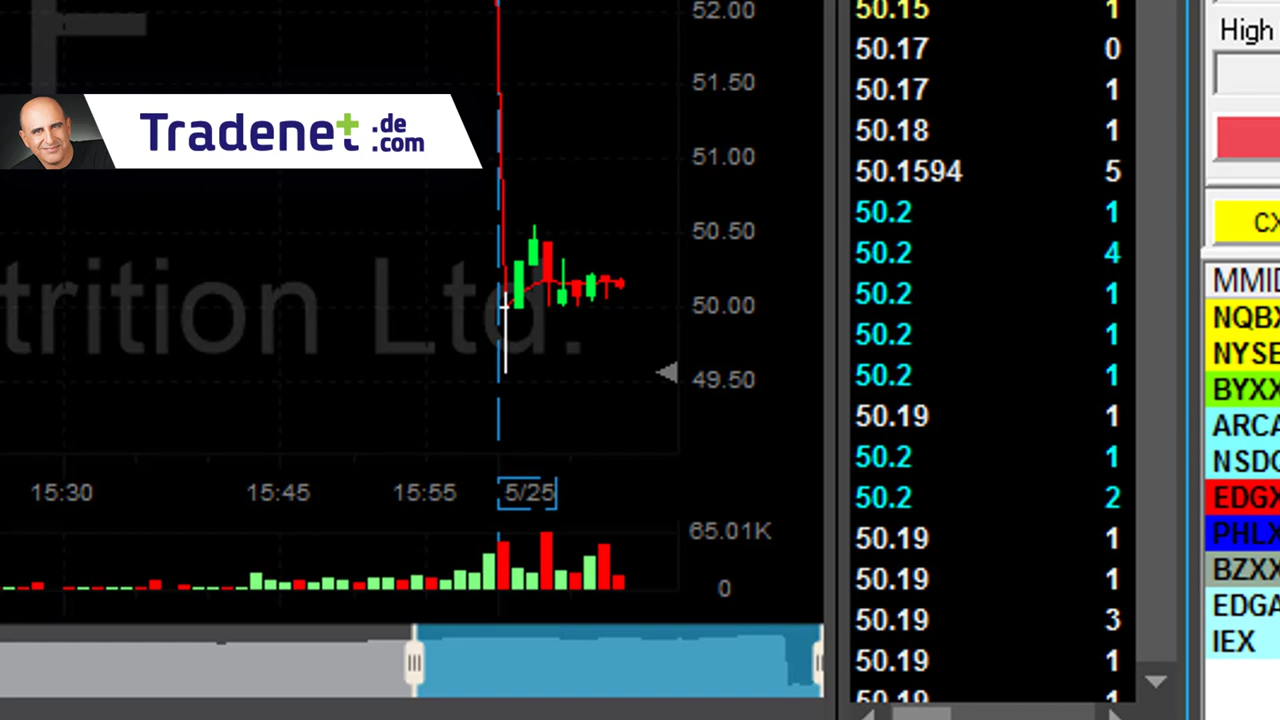 F
Tradenet .de
.com
trition Ltd.
52.00
51.50
51.00
50.50
50.00
49.50
15:30
15:45
15:55
5/25
65.01K
0
50.15 1
50.17 0
50.17 1
50.18 1
50.1594 5
50.2 1
50.2 4
50.2 1
50.2 1
50.2 1
50.19 1
50.2 1
50.2 2
50.19 1
50.19 1
50.19 3
50.19 1
50.19 1
High
CX
MMID
NQBX
NYSE
BYXX
ARCA
NSDQ
EDGX
PHLX
BZXX
EDGA
IEX